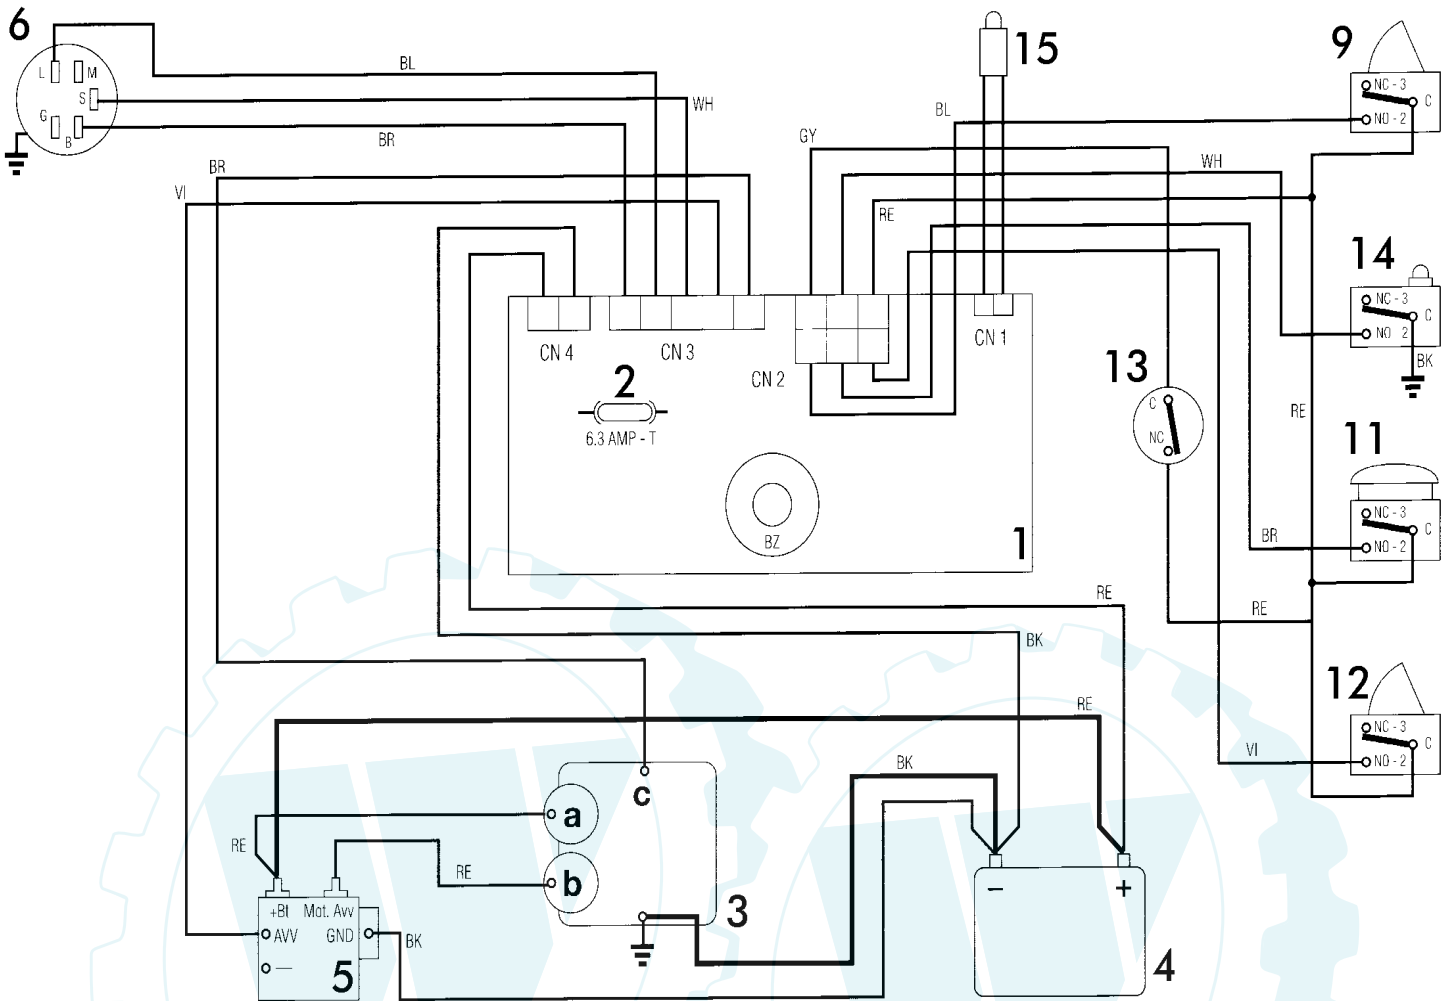 6
15
9
L
M
S
G
B
BL
WH
BR
BL
GY
NC - 3
C
NO - 2
BR
VI
WH
RE
14
NC - 3
C
NO 2
BK
CN 4
CN 3
CN 2
CN 1
2
6.3 AMP - T
13
C
NC
RE
11
NC - 3
C
NO - 2
BR
BZ
1
RE
RE
BK
12
RE
NC - 3
C
NO - 2
VI
BK
c
a
RE
RE
b
3
- +
+Bt Mot. Avv
AVV GND
BK
5
4